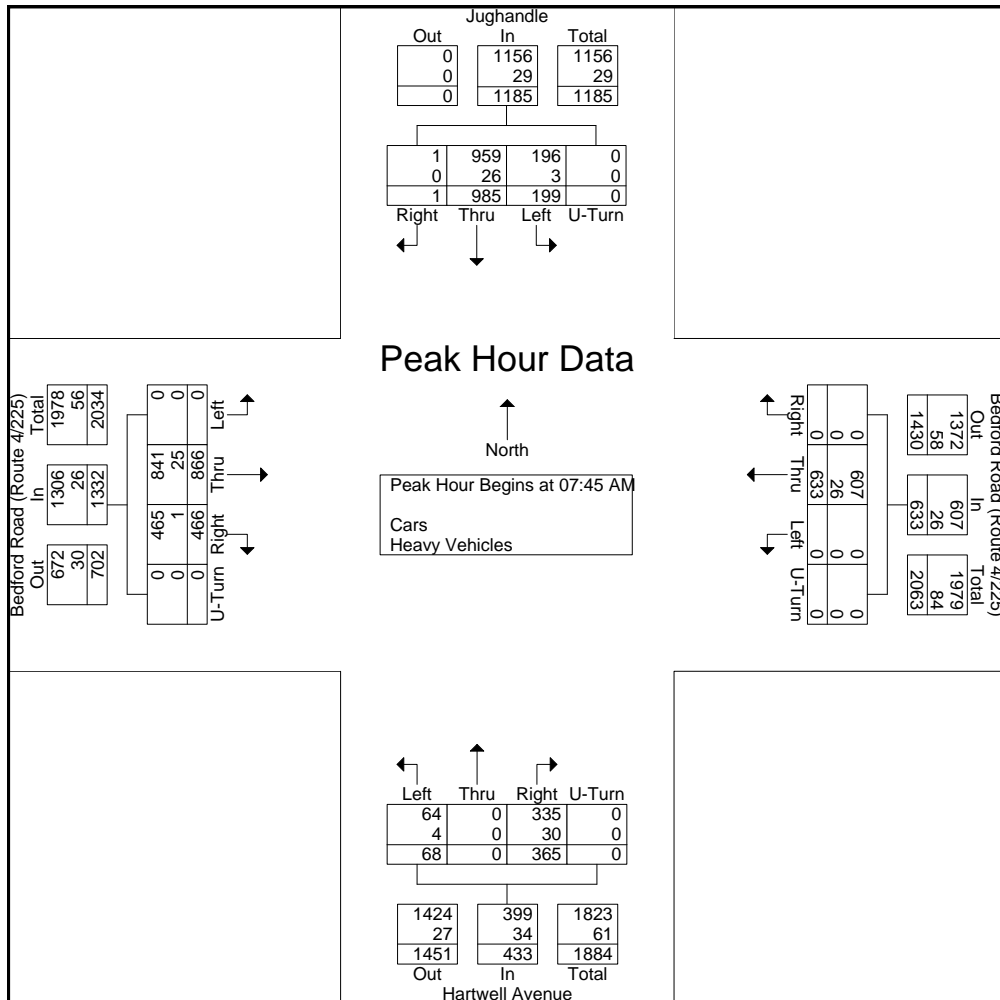 Jughandle
Out In Total
0 1156 1156
0 29 29
0 1185 1185
1 959 196 0
0 26 3 0
1 985 199 0
Right Thru Left U-Turn
Peak Hour Data
North
Peak Hour Begins at 07:45 AM
Cars
Heavy Vehicles
Bedford Road (Route 4/225)
Total In Out
1978 1306 672
56 26 30
2034 1332 702
0 841 465 0
0 25 1 0
0 866 466 0
Left Thru Right U-Turn
Bedford Road (Route 4/225)
Out In Total
1372 607 1979
58 26 84
1430 633 2063
0 607 0 0
0 26 0 0
0 633 0 0
Right Thru Left U-Turn
Left Thru Right U-Turn
64 0 335 0
4 0 30 0
68 0 365 0
1424 399 1823
27 34 61
1451 433 1884
Out In Total
Hartwell Avenue